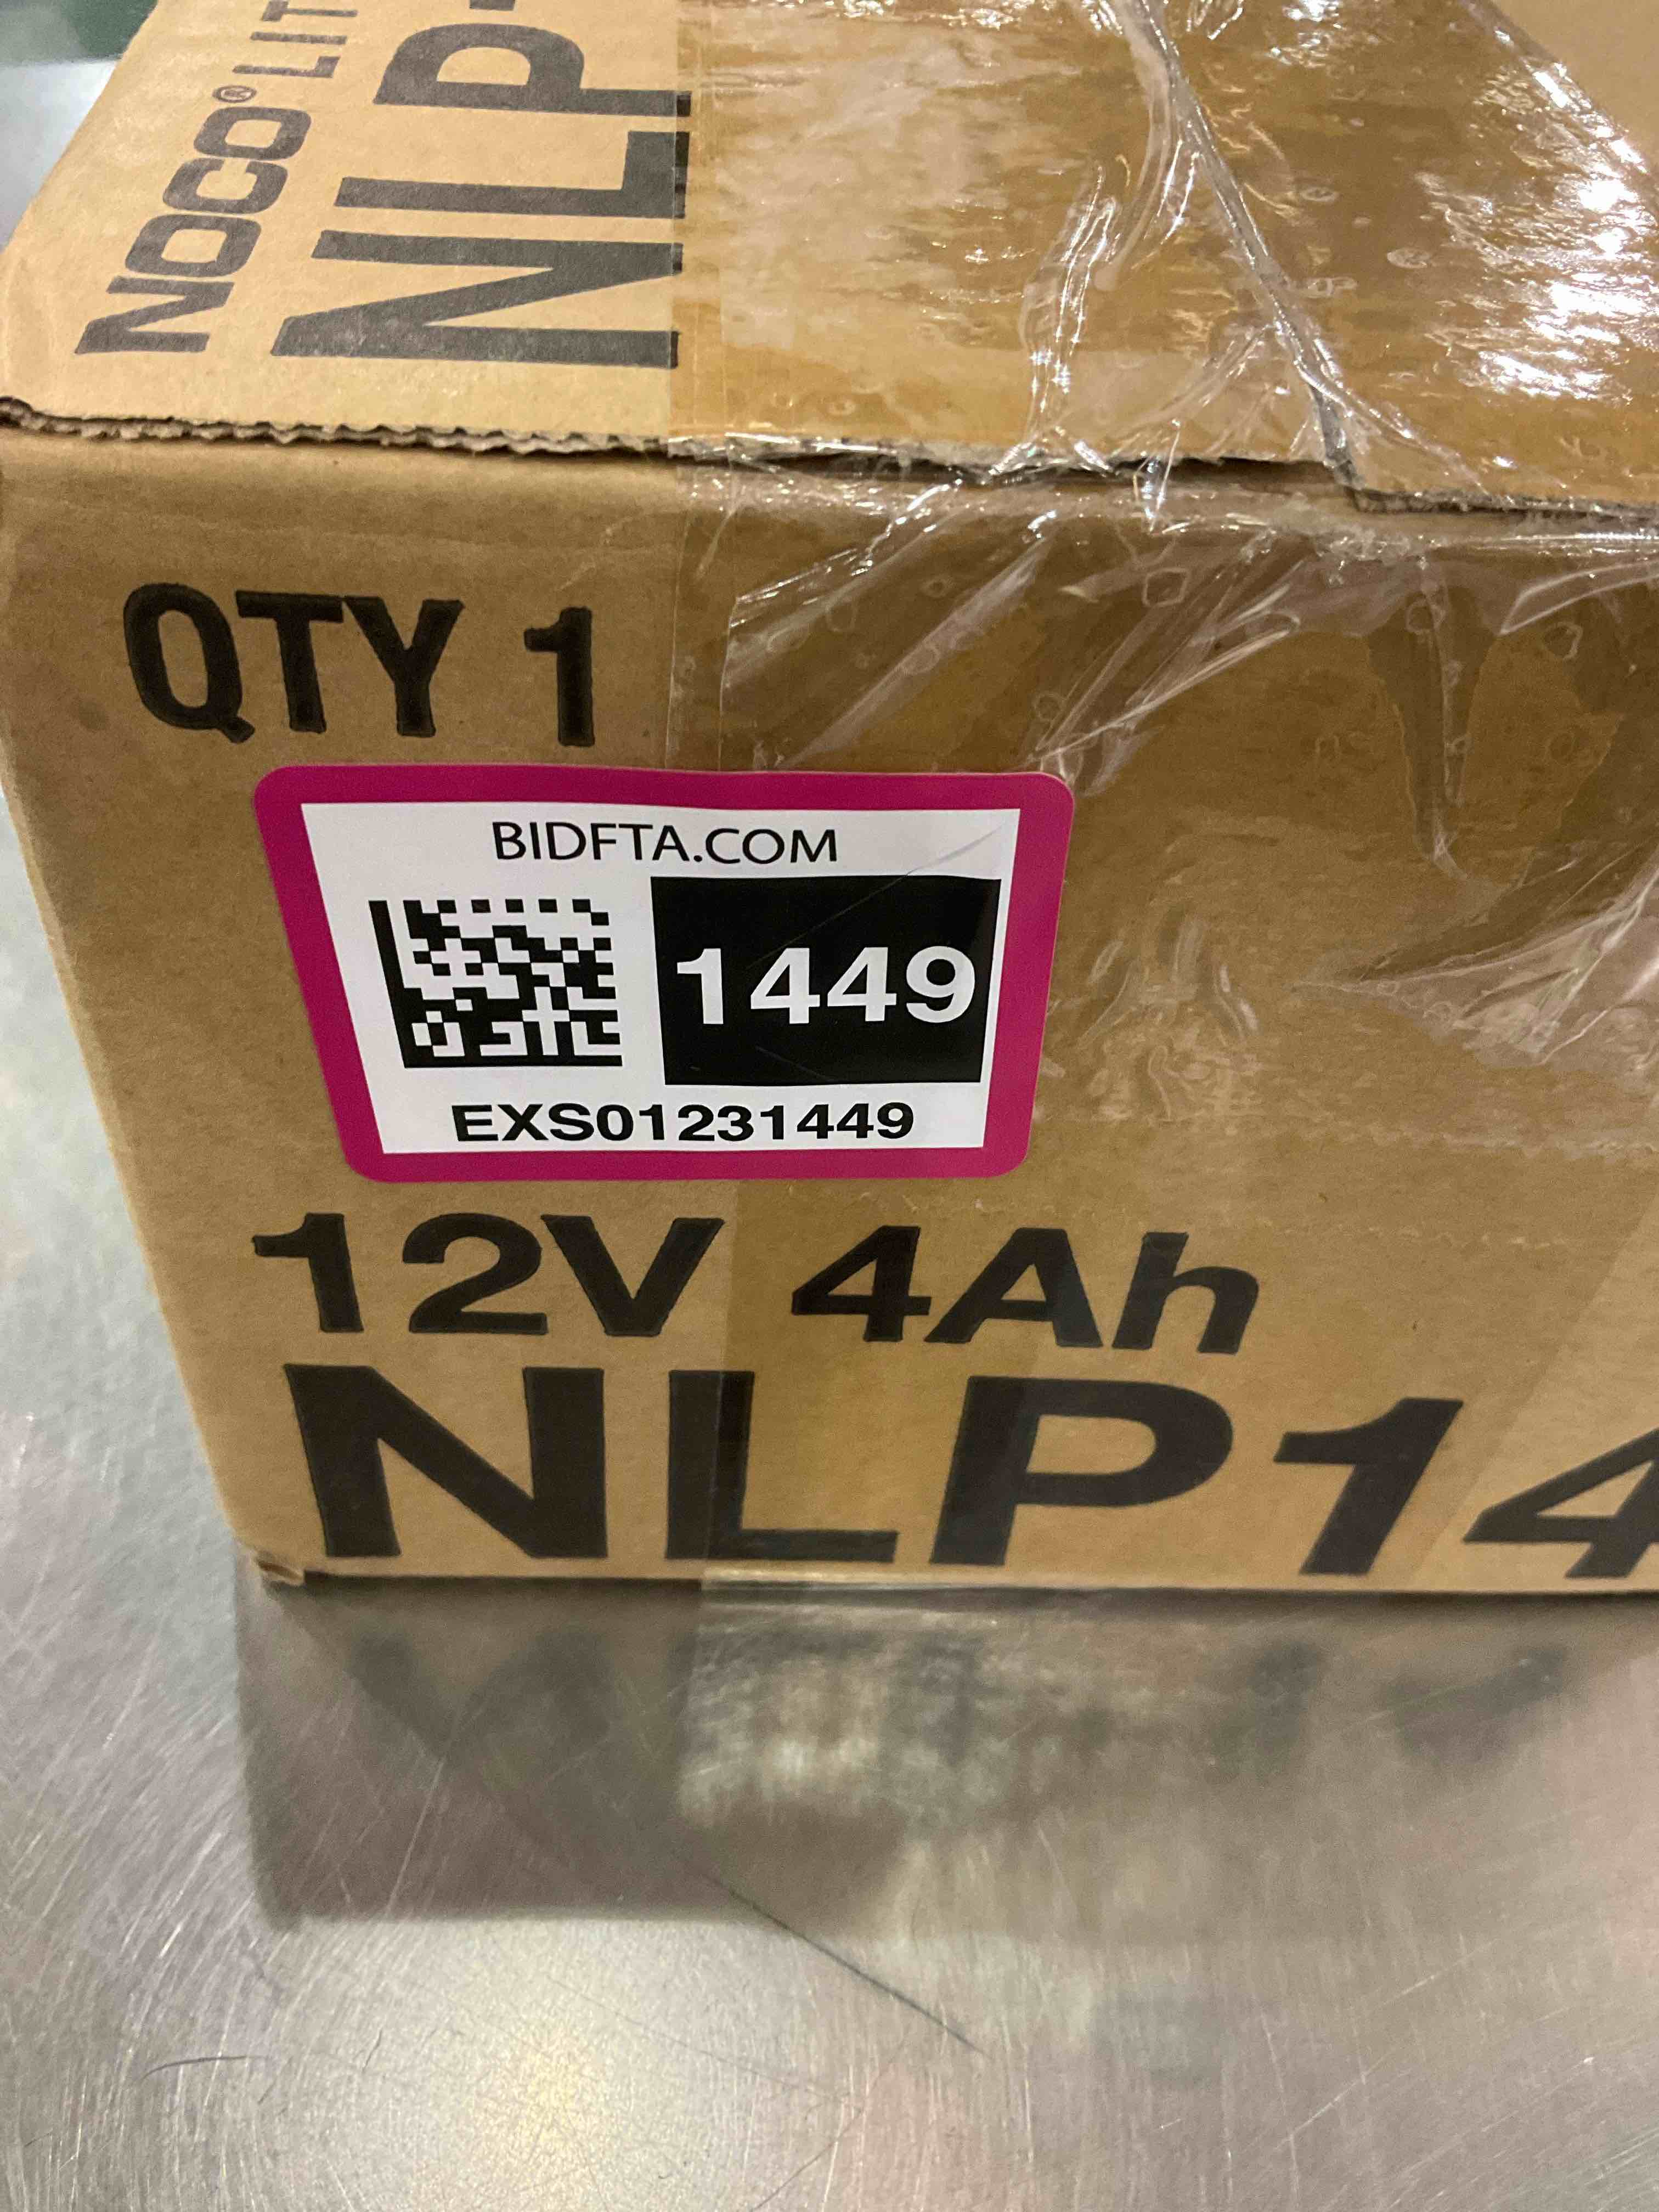 NOCO® LIT
NLP
QTY 1
BIDFTA.COM
1449
EXS01231449
12V 4Ah
NLP14